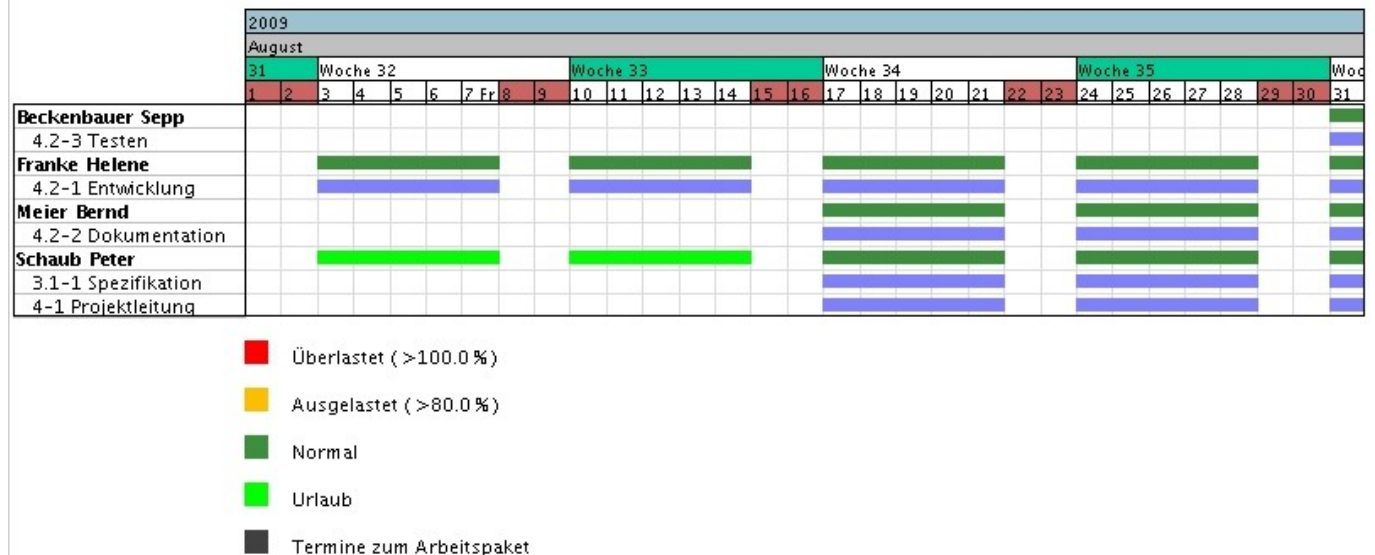 2009
August
31 Woche 32 Woche 33 Woche 34 Woche 35 Woc
1 2 3 4 5 6 7 Fr 8 9 10 11 12 13 14 15 16 17 18 19 20 21 22 23 24 25 26 27 28 29 30 31
Beckenbauer Sepp
4.2-3 Testen
Franke Helene
4.2-1 Entwicklung
Meier Bernd
4.2-2 Dokumentation
Schaub Peter
3.1-1 Spezifikation
4-1 Projektleitung
Überlastet (>100.0%)
Ausgelastet (>80.0%)
Normal
Urlaub
Termine zum Arbeitspaket